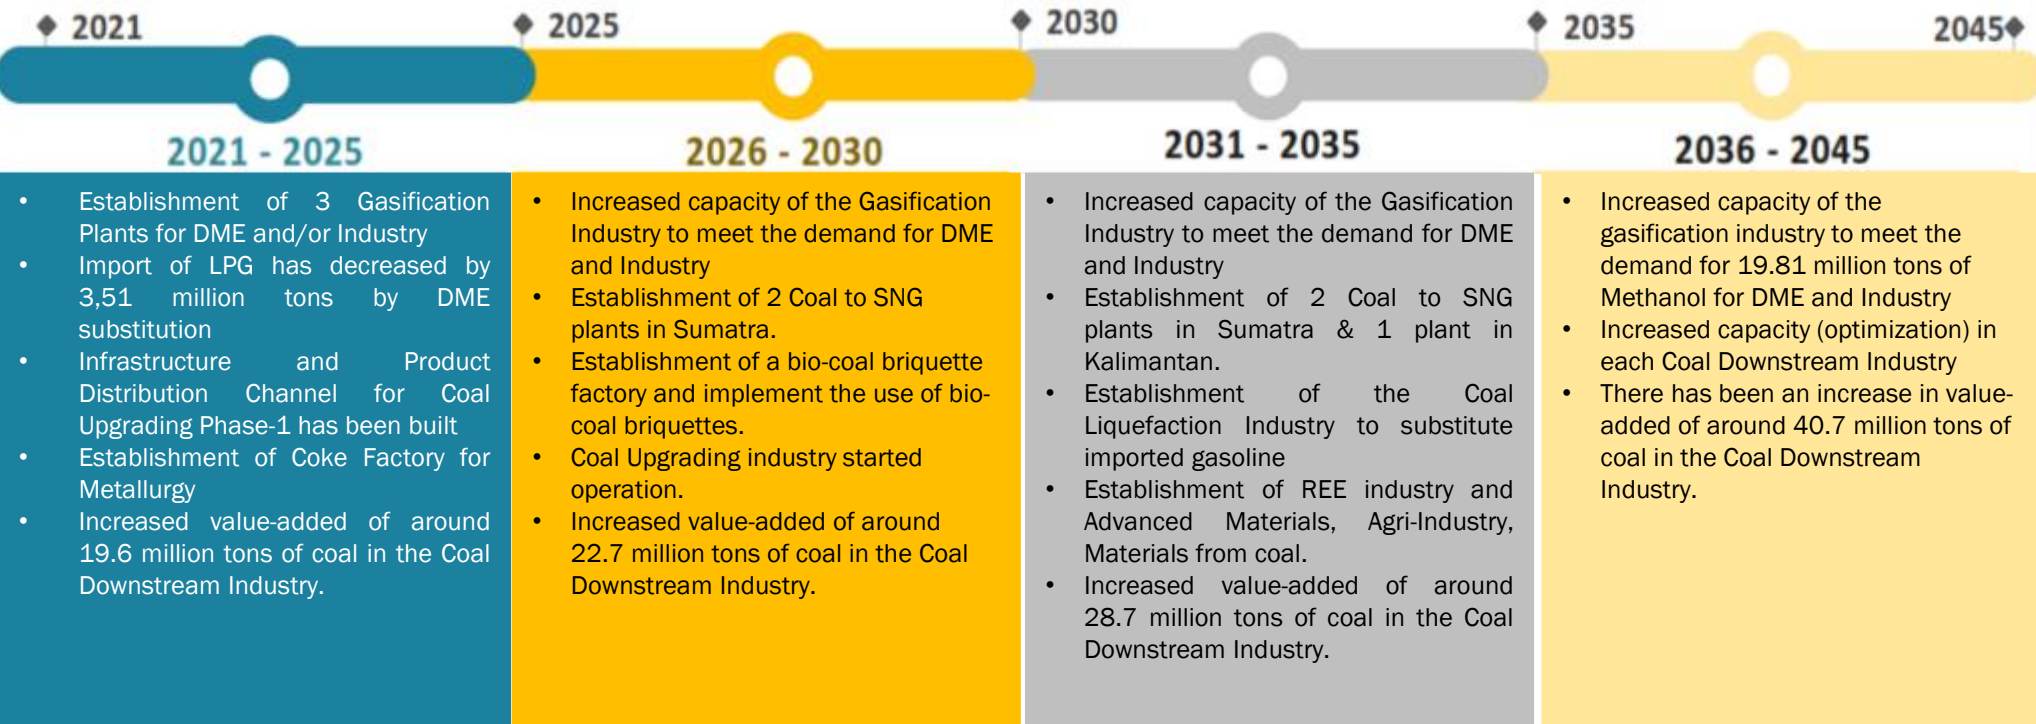 2021
2025
2030
2035
2045
2021 - 2025
2026 - 2030
2031 - 2035
2036 - 2045
• Establishment of 3 Gasification
Plants for DME and/or Industry
• Import of LPG has decreased by
3,51 million tons by DME
substitution
• Infrastructure and Product
Distribution Channel for Coal
Upgrading Phase-1 has been built
• Establishment of Coke Factory for
Metallurgy
• Increased value-added of around
19.6 million tons of coal in the Coal
Downstream Industry.
• Increased capacity of the Gasification
Industry to meet the demand for DME
and Industry
• Establishment of 2 Coal to SNG
plants in Sumatra.
• Establishment of a bio-coal briquette
factory and implement the use of bio-
coal briquettes.
• Coal Upgrading industry started
operation.
• Increased value-added of around
22.7 million tons of coal in the Coal
Downstream Industry.
• Increased capacity of the Gasification
Industry to meet the demand for DME
and Industry
• Establishment of 2 Coal to SNG
plants in Sumatra & 1 plant in
Kalimantan.
• Establishment of the Coal
Liquefaction Industry to substitute
imported gasoline
• Establishment of REE industry and
Advanced Materials, Agri-Industry,
Materials from coal.
• Increased value-added of around
28.7 million tons of coal in the Coal
Downstream Industry.
• Increased capacity of the
gasification industry to meet the
demand for 19.81 million tons of
Methanol for DME and Industry
• Increased capacity (optimization) in
each Coal Downstream Industry
• There has been an increase in value-
added of around 40.7 million tons of
coal in the Coal Downstream
Industry.